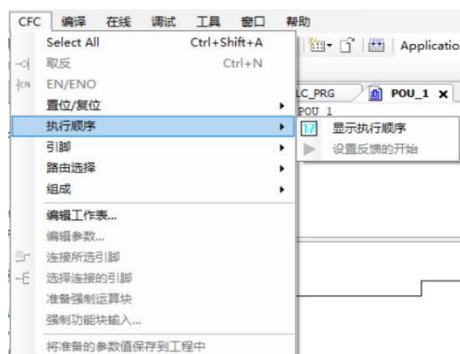 CFC 编译 在线 调试 工具 窗口 帮助
Select All Ctrl+Shift+A
Applicatio
取反 Ctrl+N
EN EN/ENO
LC_PRG POU_1
置位/复位
POU 1
执行顺序
17 显示执行顺序
引脚
设置反馈的开始
路由选择
组成
编辑工作表...
编辑参数...
连接所选引脚
选择连接的引脚
准备强制运算块
强制功能块输入...
将准备的参数值保存到工程中